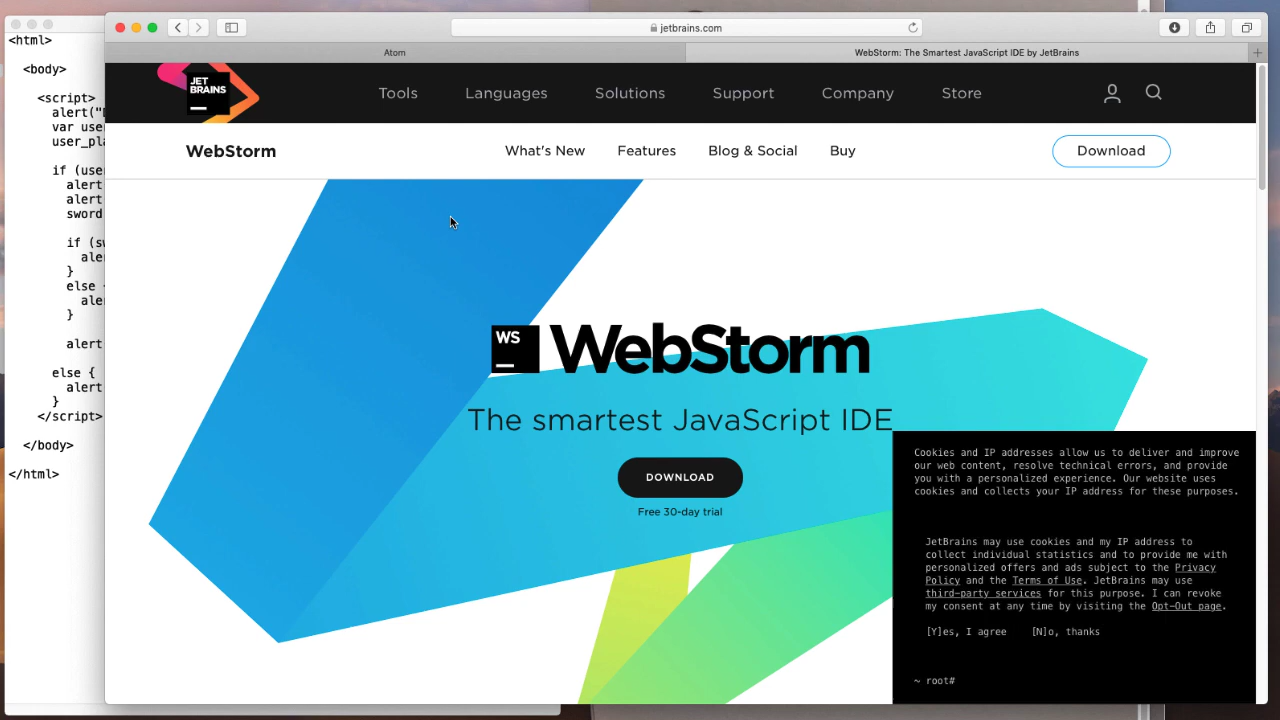 jetbrains.com
Atom
WebStorm: The Smartest JavaScript IDE by JetBrains
JET
BRAINS
Tools
Languages
Solutions
Support
Company
Store
WebStorm
What's New
Features
Blog & Social
Buy
Download
WS
WebStorm
The smartest JavaScript IDE
DOWNLOAD
Free 30-day trial
Cookies and IP addresses allow us to deliver and improve
our web content, resolve technical errors, and provide
you with a personalized experience. Our website uses
cookies and collects your IP address for these purposes.
JetBrains may use cookies and my IP address to
collect individual statistics and to provide me with
personalized offers and ads subject to the Privacy
Policy and the Terms of Use. JetBrains may use
third-party services for this purpose. I can revoke
my consent at any time by visiting the Opt-Out page.
[Y]es, I agree [N]o, thanks
~ root#
<html>
<body>
<script>
alert("
var use
user_pla
if (use
alert
alert
sword
if (sw
ale
}
else {
ale
}
alert
else {
alert
}
</script>
</body>
</html>